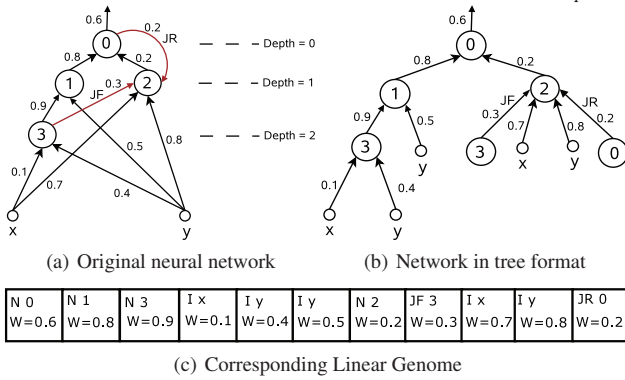 0.6
0.2
JR
0
0.8
0.2
Depth = 0
1
JF
0.3
2
Depth = 1
0.9
3
Depth = 2
0.1
0.7
0.5
0.4
0.8
x
y
(a) Original neural network
0.6
0
0.8
0.2
1
2
0.9
0.5
JF
0.3
0.7
0.8
JR
0.2
3
y
3
x
y
0
0.1
0.4
x
y
(b) Network in tree format
N 0 N 1 N 3 I x I y I y N 2 JF 3 I x I y JR 0
W=0.6 W=0.8 W=0.9 W=0.1 W=0.4 W=0.5 W=0.2 W=0.3 W=0.7 W=0.8 W=0.2
(c) Corresponding Linear Genome